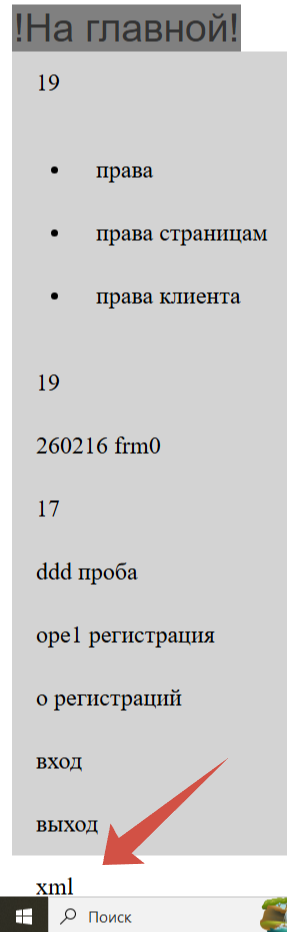 !На главной!
19
права
права страницам
права клиента
19
260216 frm0
17
ddd проба
ope1 регистрация
о регистраций
вход
выход
xml
Поиск